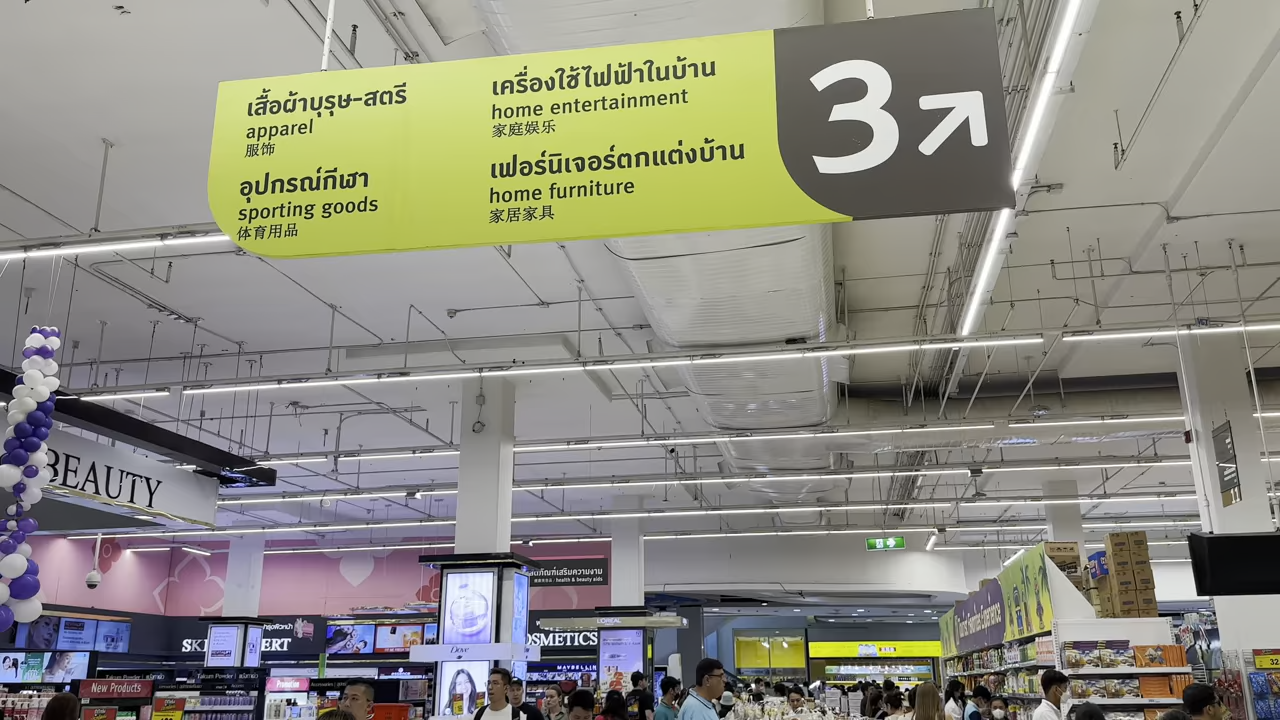 เสื้อผ้าบุรุษ-สตรี
apparel
服饰
อุปกรณ์กีฬา
sporting goods
体育用品
เครื่องใช้ไฟฟ้าในบ้าน
home entertainment
家庭娱乐
เฟอร์นิเจอร์ตกแต่งบ้าน
home furniture
家居家具
3
BEAUTY
health & beauty aids
L'ORÉAL
Dove
MAYBELLINE
New Products
Promotion
11